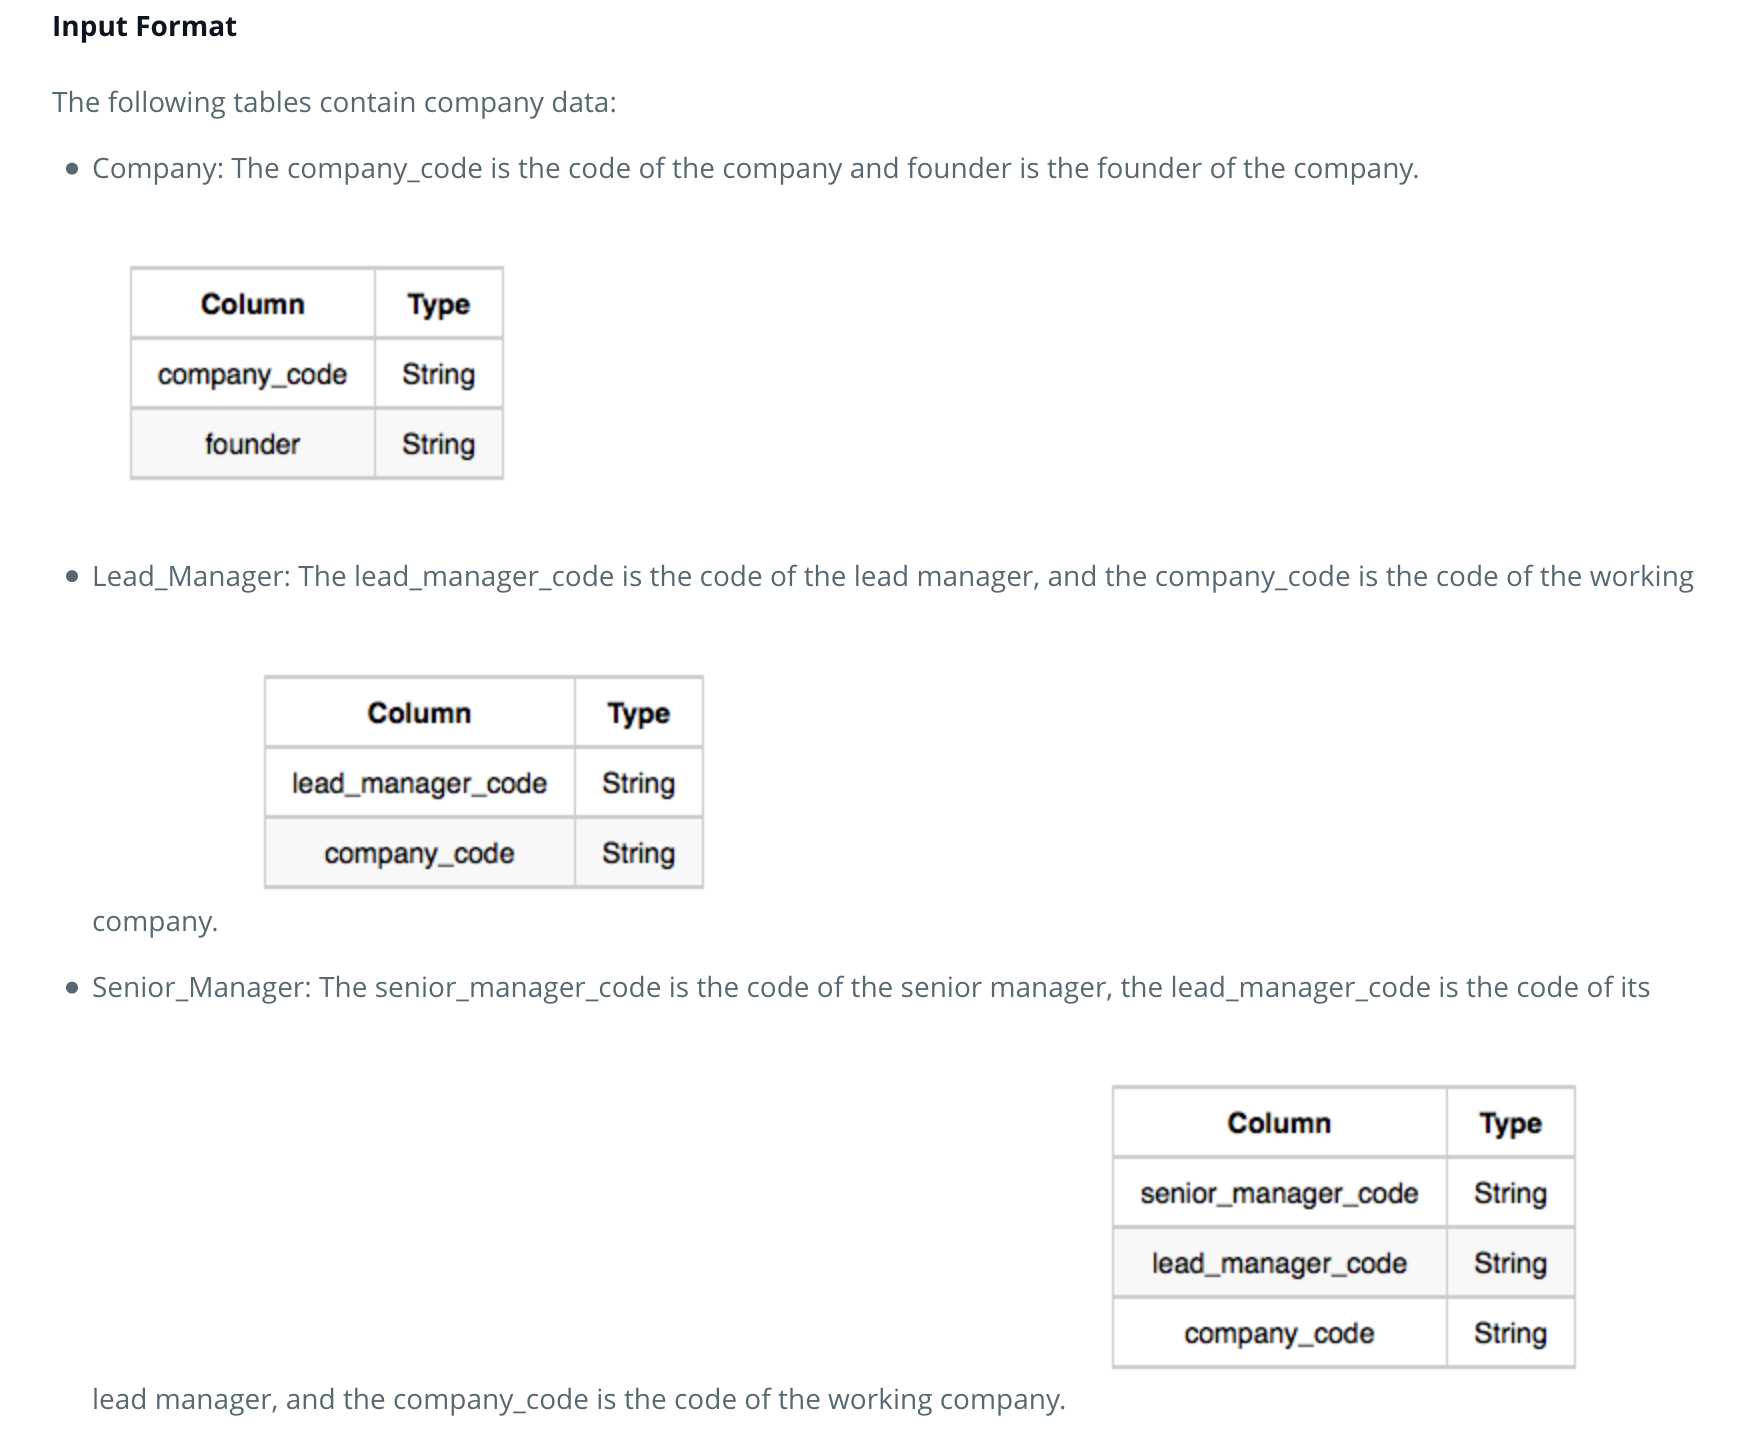 Input Format
The following tables contain company data:
Company: The company_code is the code of the company and founder is the founder of the company.
Column Type
company_code String
founder String
Lead_Manager: The lead_manager_code is the code of the lead manager, and the company_code is the code of the working
Column Type
lead_manager_code String
company_code String
company.
Senior_Manager: The senior_manager_code is the code of the senior manager, the lead_manager_code is the code of its
Column Type
senior_manager_code String
lead_manager_code String
company_code String
lead manager, and the company_code is the code of the working company.